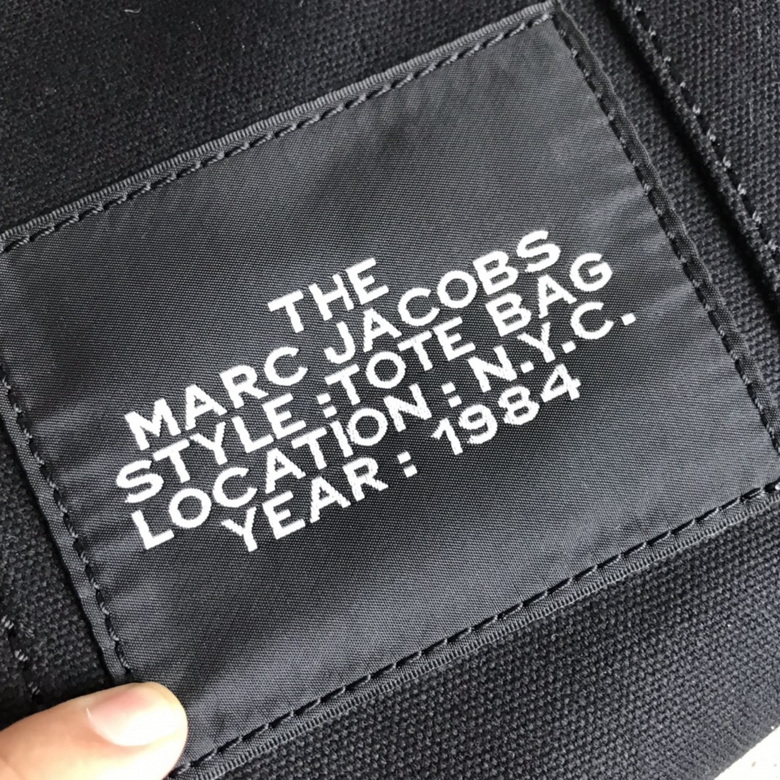 THE
MARC JACOBS
STYLE :TOTE BAG
LOCATION : N.Y.C.
YEAR : 1984